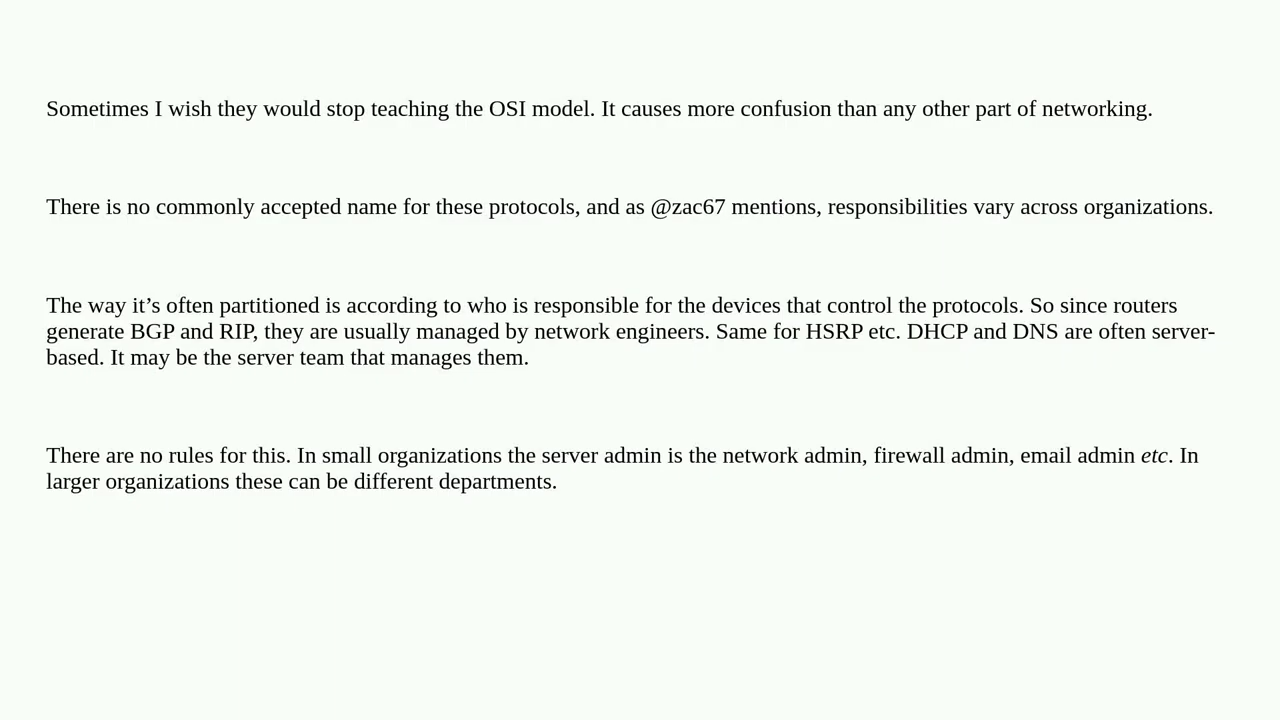 Sometimes I wish they would stop teaching the OSI model. It causes more confusion than any other part of networking.
There is no commonly accepted name for these protocols, and as @zac67 mentions, responsibilities vary across organizations.
The way it’s often partitioned is according to who is responsible for the devices that control the protocols. So since routers
generate BGP and RIP, they are usually managed by network engineers. Same for HSRP etc. DHCP and DNS are often server-
based. It may be the server team that manages them.
There are no rules for this. In small organizations the server admin is the network admin, firewall admin, email admin etc. In
larger organizations these can be different departments.